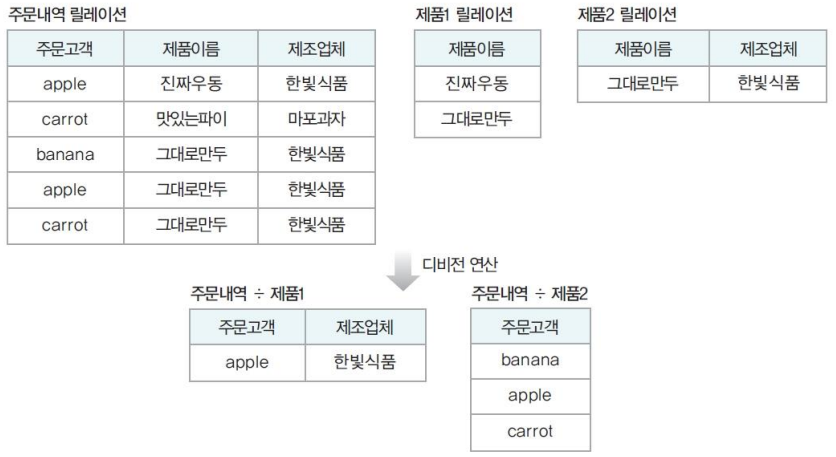 주문내역 릴레이션
주문고객 제품이름 제조업체
apple 진짜우동 한빛식품
carrot 맛있는파이 마포과자
banana 그대로만두 한빛식품
apple 그대로만두 한빛식품
carrot 그대로만두 한빛식품
제품1 릴레이션
제품이름
진짜우동
그대로만두
제품2 릴레이션
제품이름 제조업체
그대로만두 한빛식품
디비전 연산
주문내역 ÷ 제품1
주문고객 제조업체
apple 한빛식품
주문내역 ÷ 제품2
주문고객
banana
apple
carrot